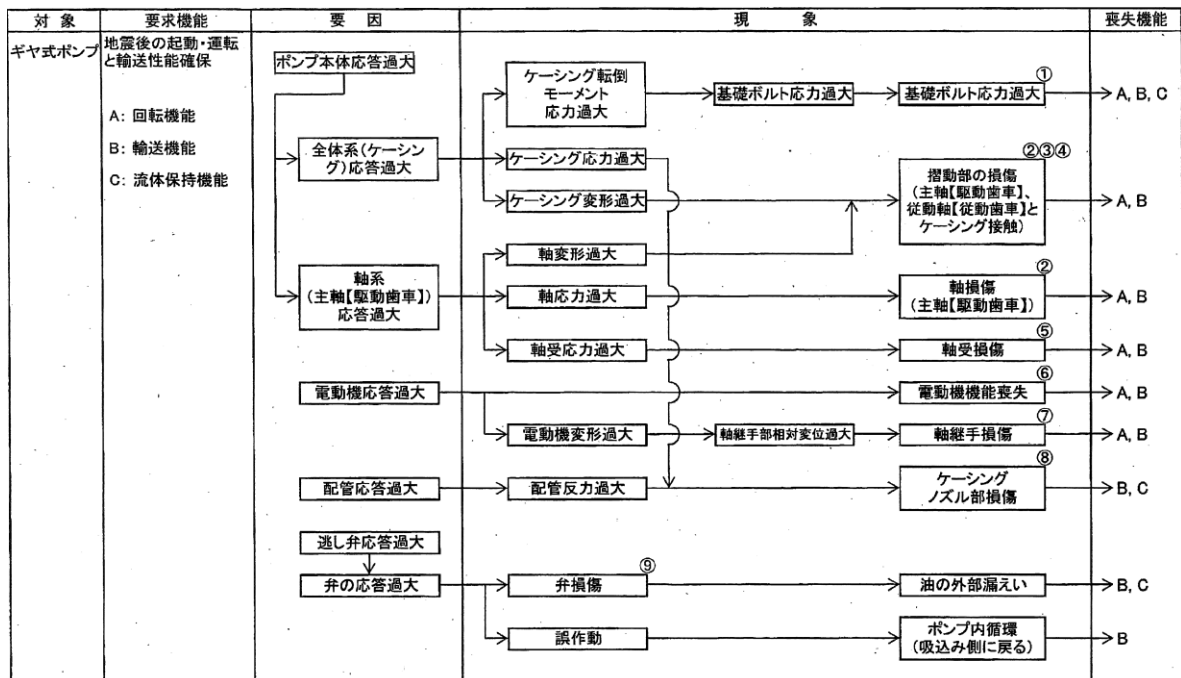 対 象
要求機能
要 因
現 象
喪失機能
ギヤ式ポンプ
地震後の起動・運転
と輸送性能確保
A: 回転機能
B: 輸送機能
C: 流体保持機能
ポンプ本体応答過大
全体系(ケーシン
グ)応答過大
ケーシング転倒
モーメント
応力過大
基礎ボルト応力過大
①
基礎ボルト応力過大
A, B, C
ケーシング応力過大
ケーシング変形過大
②③④
摺動部の損傷
(主軸【駆動歯車】、
従動軸【従動歯車】と
ケーシング接触)
A, B
軸系
(主軸【駆動歯車】)
応答過大
軸変形過大
軸応力過大
②
軸損傷
(主軸【駆動歯車】)
A, B
軸受応力過大
⑤
軸受損傷
A, B
電動機応答過大
⑥
電動機機能喪失
A, B
電動機変形過大
軸継手部相対変位過大
⑦
軸継手損傷
A, B
配管応答過大
配管反力過大
⑧
ケーシング
ノズル部損傷
B, C
逃し弁応答過大
弁の応答過大
⑨
弁損傷
油の外部漏えい
B, C
誤作動
ポンプ内循環
(吸込み側に戻る)
B